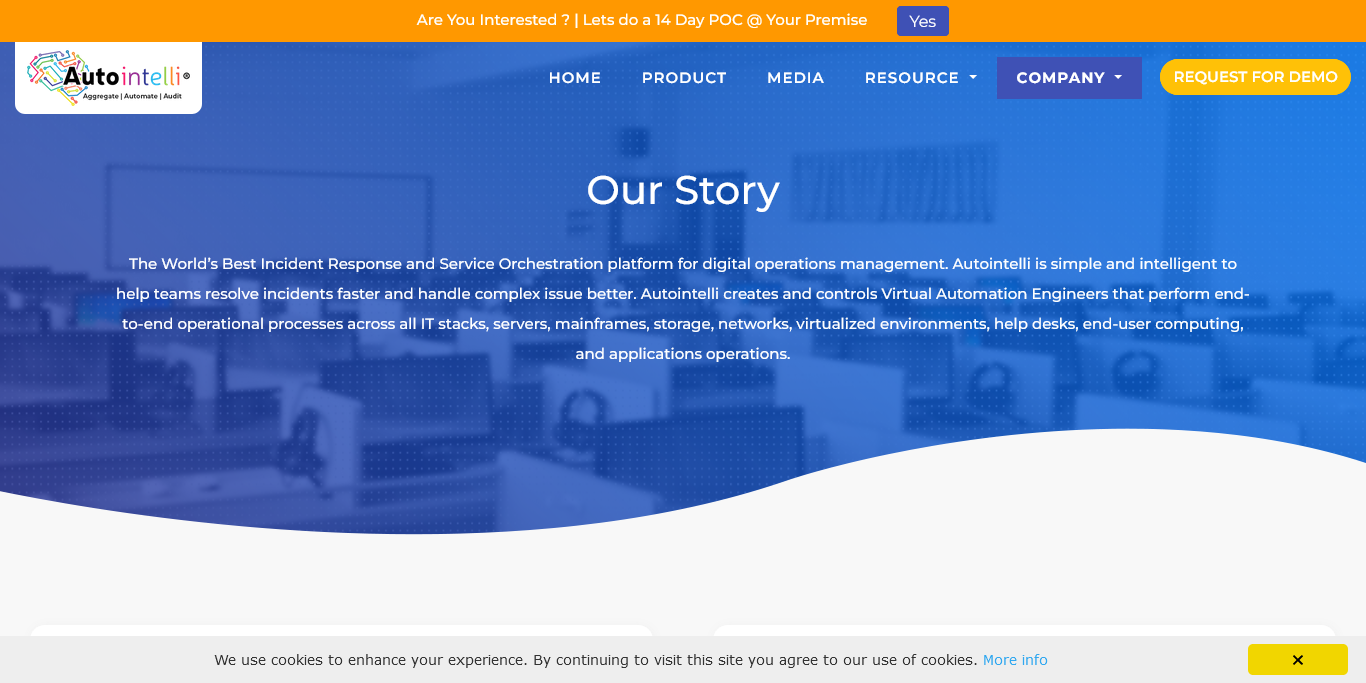 Are You Interested ? | Lets do a 14 Day POC @ Your Premise
Yes
Autointelli®
Aggregate | Automate | Audit
HOME
PRODUCT
MEDIA
RESOURCE
COMPANY
REQUEST FOR DEMO
Our Story
The World’s Best Incident Response and Service Orchestration platform for digital operations management. Autointelli is simple and intelligent to
help teams resolve incidents faster and handle complex issue better. Autointelli creates and controls Virtual Automation Engineers that perform end-
to-end operational processes across all IT stacks, servers, mainframes, storage, networks, virtualized environments, help desks, end-user computing,
and applications operations.
We use cookies to enhance your experience. By continuing to visit this site you agree to our use of cookies. More info